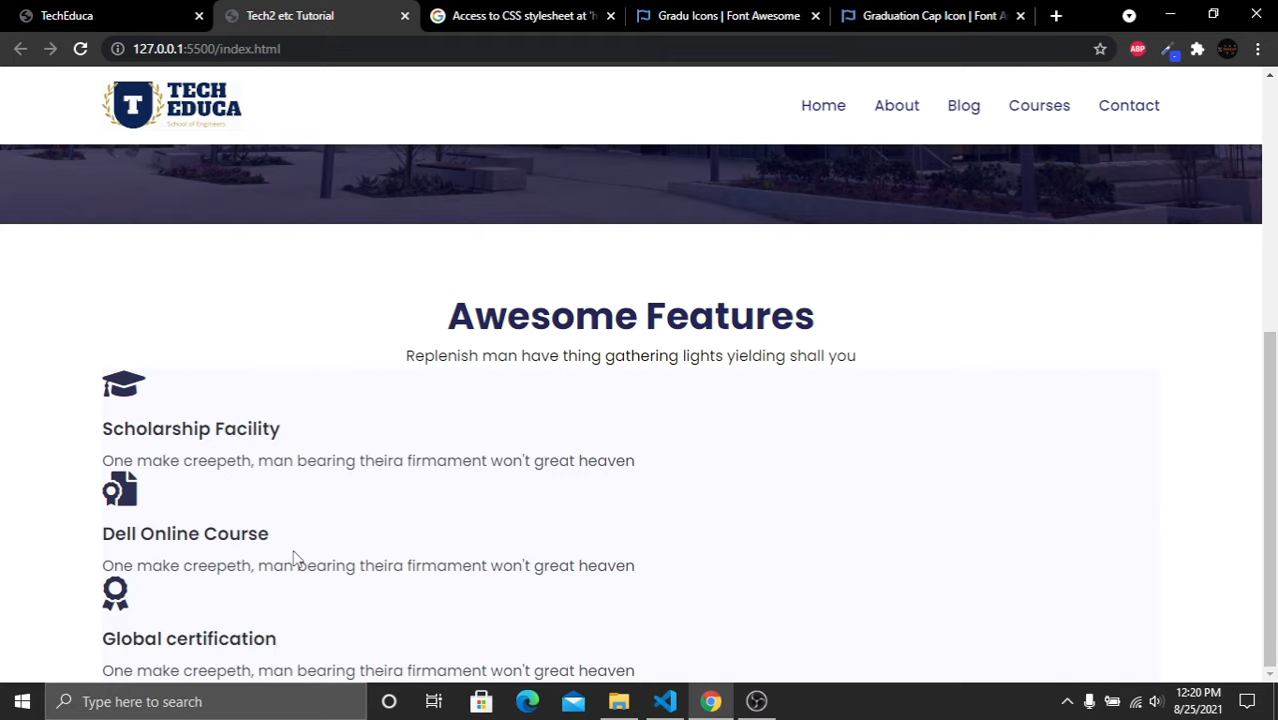 TechEduca
Tech2 etc Tutorial
Access to CSS stylesheet at 'h
Gradu Icons | Font Awesome
Graduation Cap Icon | Font A
127.0.0.1:5500/index.html
ABP
T
TECH
EDUCA
School of Engineers
Home
About
Blog
Courses
Contact
Awesome Features
Replenish man have thing gathering lights yielding shall you
Scholarship Facility
One make creepeth, man bearing theira firmament won't great heaven
Dell Online Course
One make creepeth, man bearing theira firmament won't great heaven
Global certification
One make creepeth, man bearing theira firmament won't great heaven
Type here to search
12:20 PM
8/25/2021